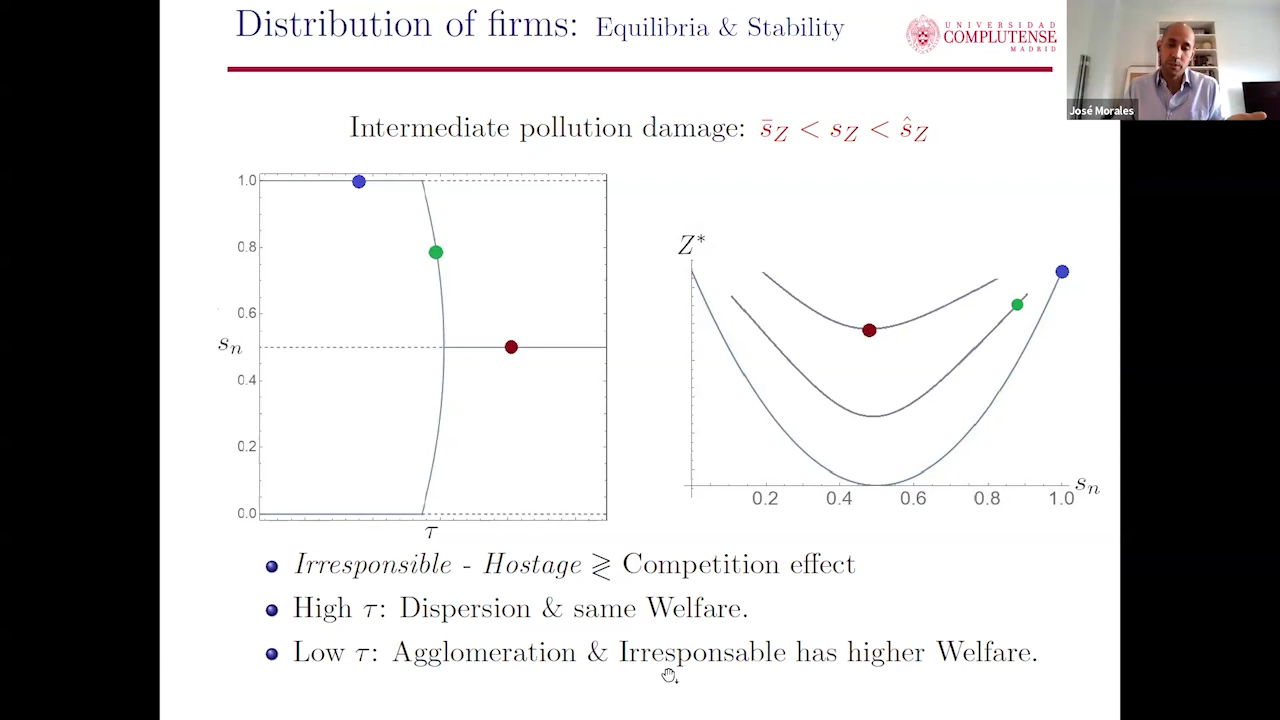 Distribution of firms: Equilibria & Stability
UNIVERSIDAD
COMPLUTENSE
MADRID
José Morales
Intermediate pollution damage: s̄_Z < s_Z < ŝ_Z
1.0
0.8
0.6
s_n
0.4
0.2
0.0
τ
Z*
0.2 0.4 0.6 0.8 1.0 s_n
Irresponsible - Hostage ≷ Competition effect
High τ: Dispersion & same Welfare.
Low τ: Agglomeration & Irresponsable has higher Welfare.